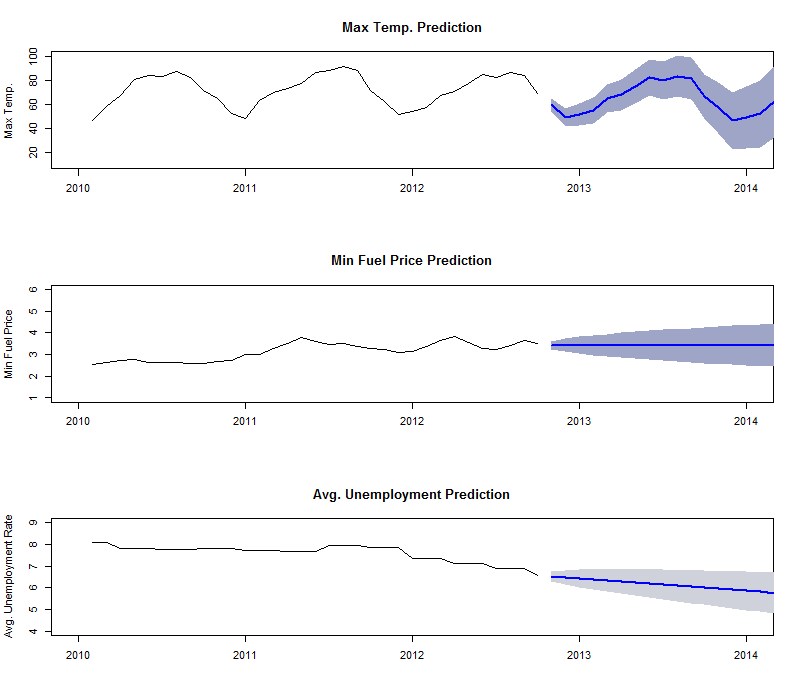 Max Temp. Prediction
Max Temp.
100
80
60
40
20
2010 2011 2012 2013 2014
Min Fuel Price Prediction
Min Fuel Price
6
5
4
3
2
1
2010 2011 2012 2013 2014
Avg. Unemployment Prediction
Avg. Unemployment Rate
9
8
7
6
5
4
2010 2011 2012 2013 2014